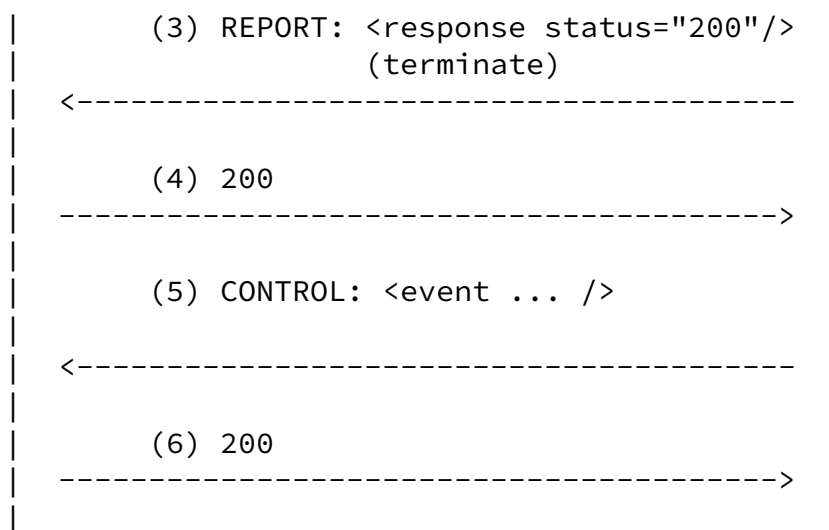 (3) REPORT: <response status="200"/>
(terminate)
<----------------------------------------
(4) 200
---------------------------------------->
(5) CONTROL: <event ... />
<----------------------------------------
(6) 200
---------------------------------------->